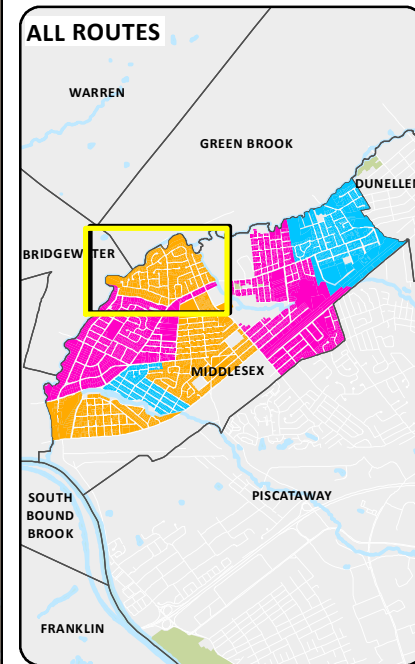 ALL ROUTES
WARREN
GREEN BROOK
DUNELLEN
BRIDGEWATER
MIDDLESEX
PISCATAWAY
SOUTH
BOUND
BROOK
FRANKLIN